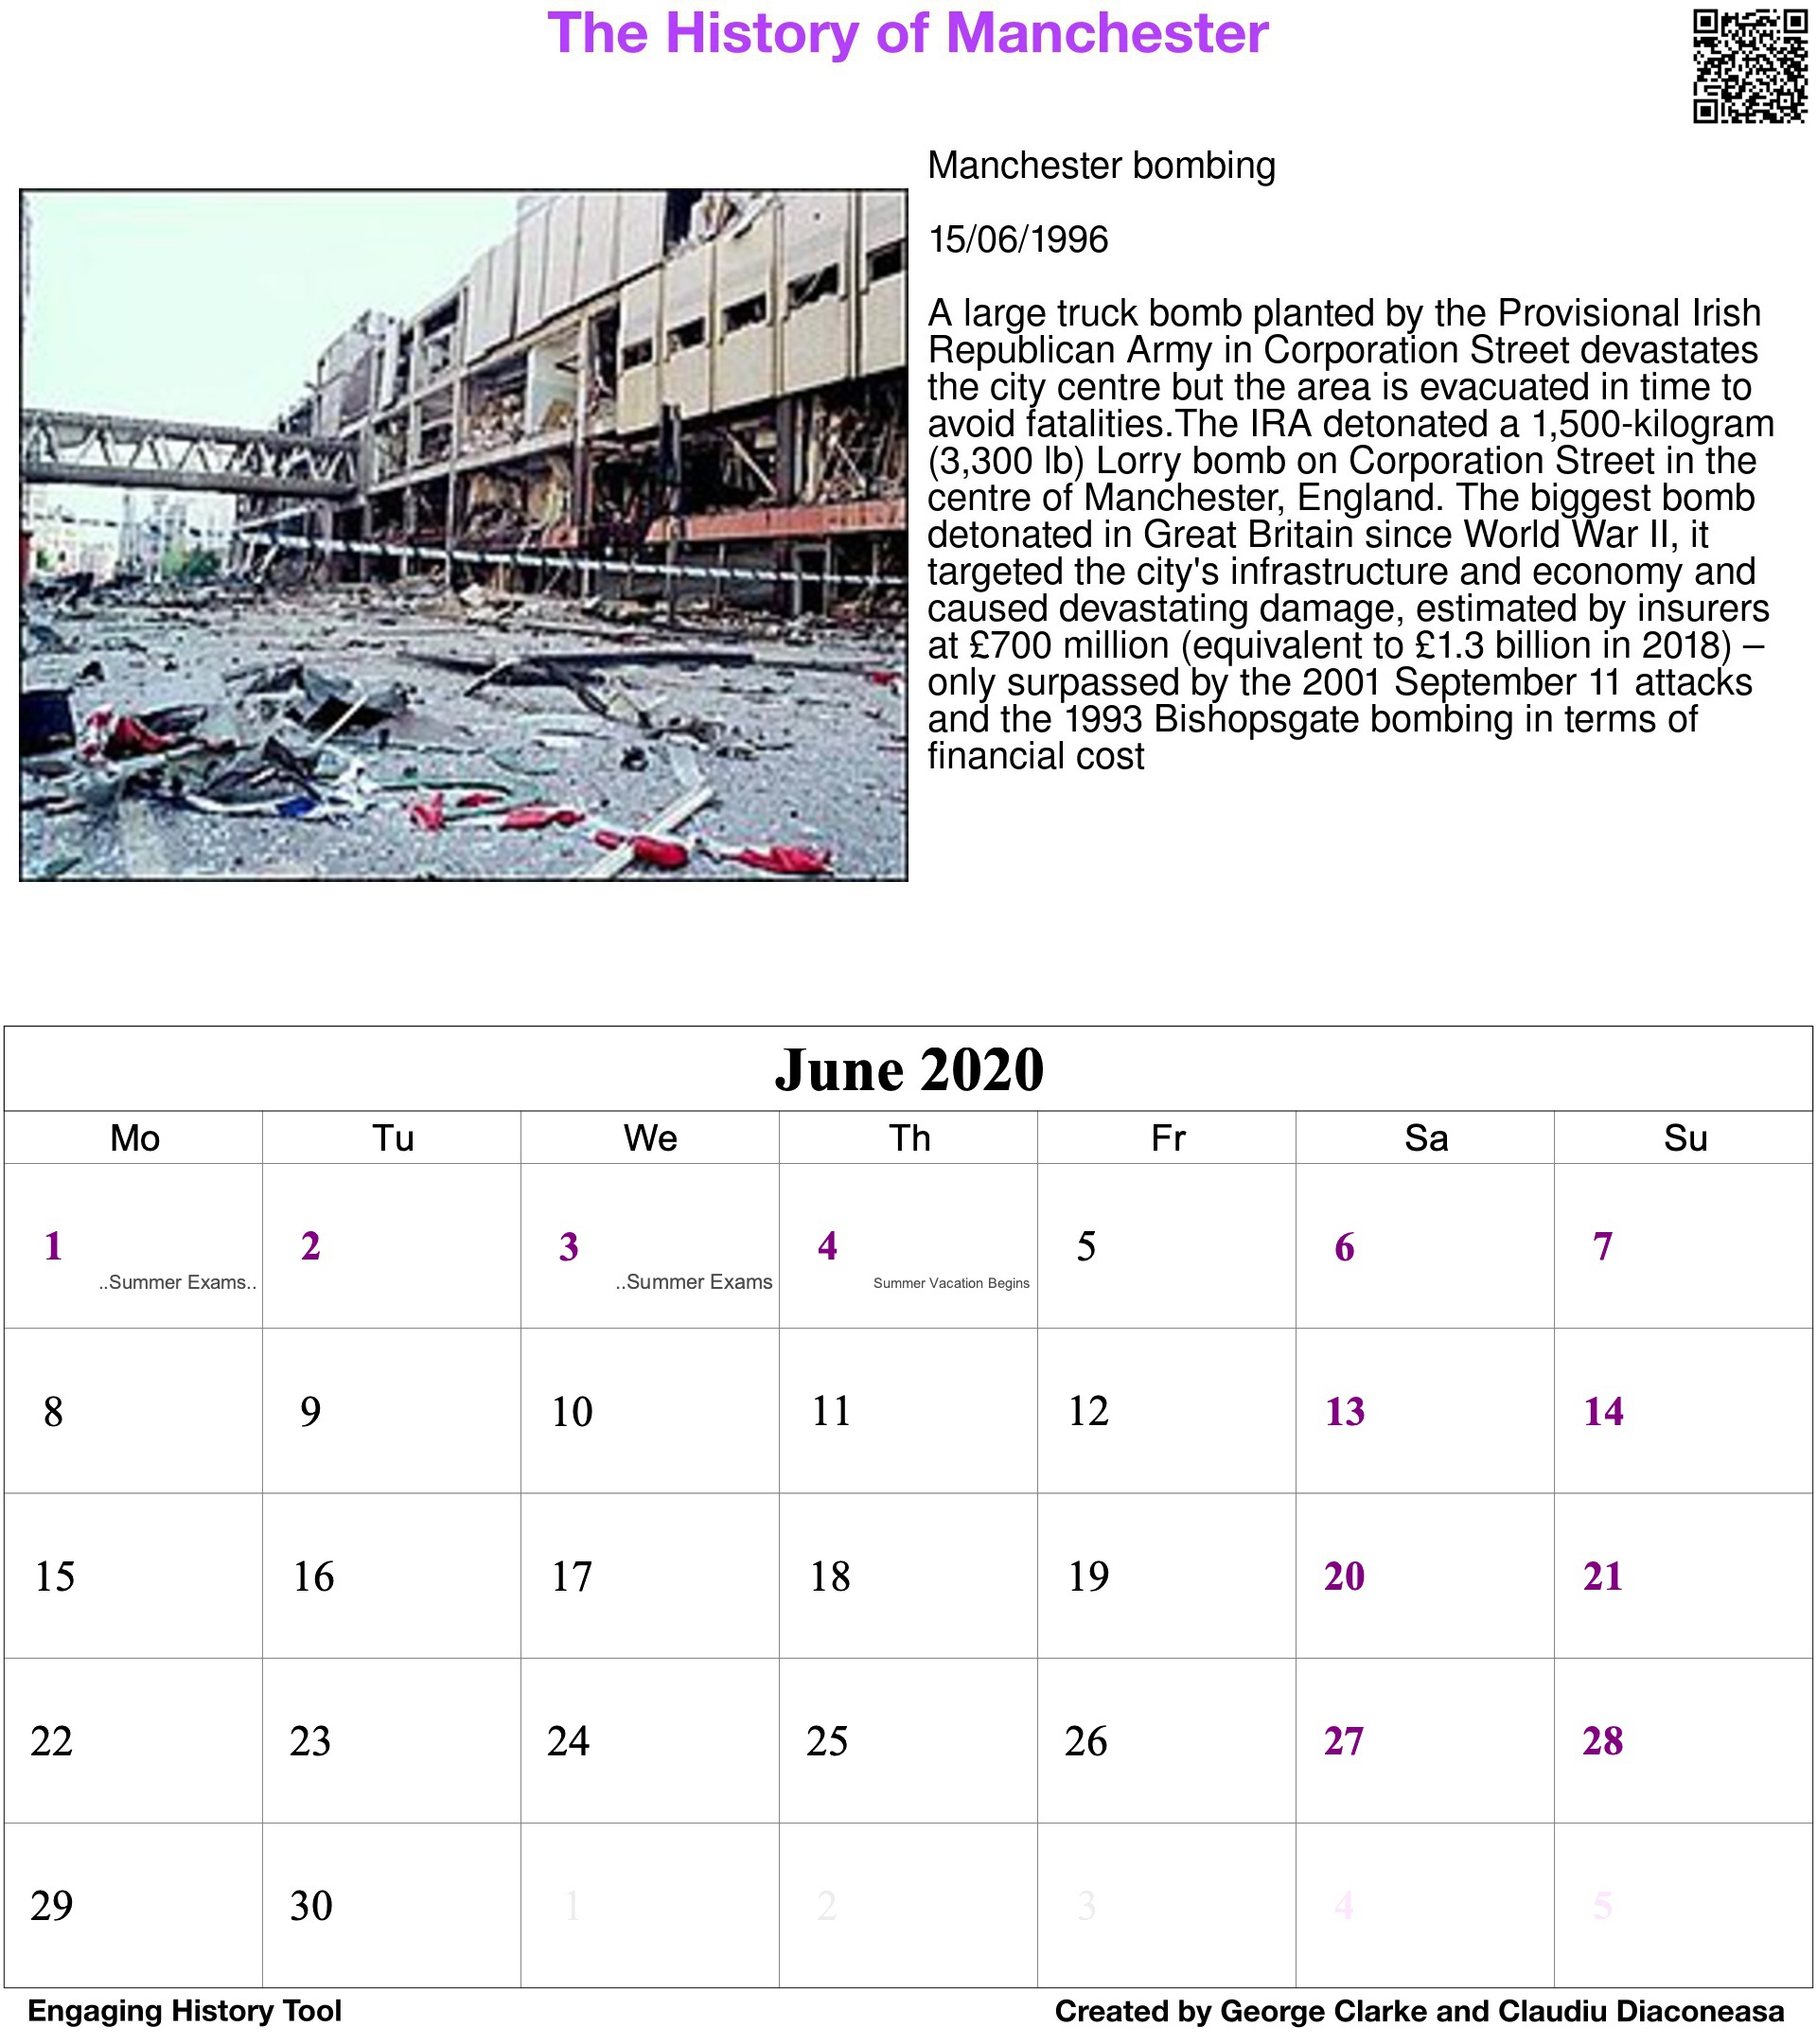 The History of Manchester
Manchester bombing
15/06/1996
A large truck bomb planted by the Provisional Irish
Republican Army in Corporation Street devastates
the city centre but the area is evacuated in time to
avoid fatalities.The IRA detonated a 1,500-kilogram
(3,300 lb) Lorry bomb on Corporation Street in the
centre of Manchester, England. The biggest bomb
detonated in Great Britain since World War II, it
targeted the city's infrastructure and economy and
caused devastating damage, estimated by insurers
at £700 million (equivalent to £1.3 billion in 2018) –
only surpassed by the 2001 September 11 attacks
and the 1993 Bishopsgate bombing in terms of
financial cost
June 2020
Mo Tu We Th Fr Sa Su
1 2 3 4 5 6 7
..Summer Exams.. ..Summer Exams Summer Vacation Begins
8 9 10 11 12 13 14
15 16 17 18 19 20 21
22 23 24 25 26 27 28
29 30 1 2 3 4 5
Engaging History Tool Created by George Clarke and Claudiu Diaconeasa